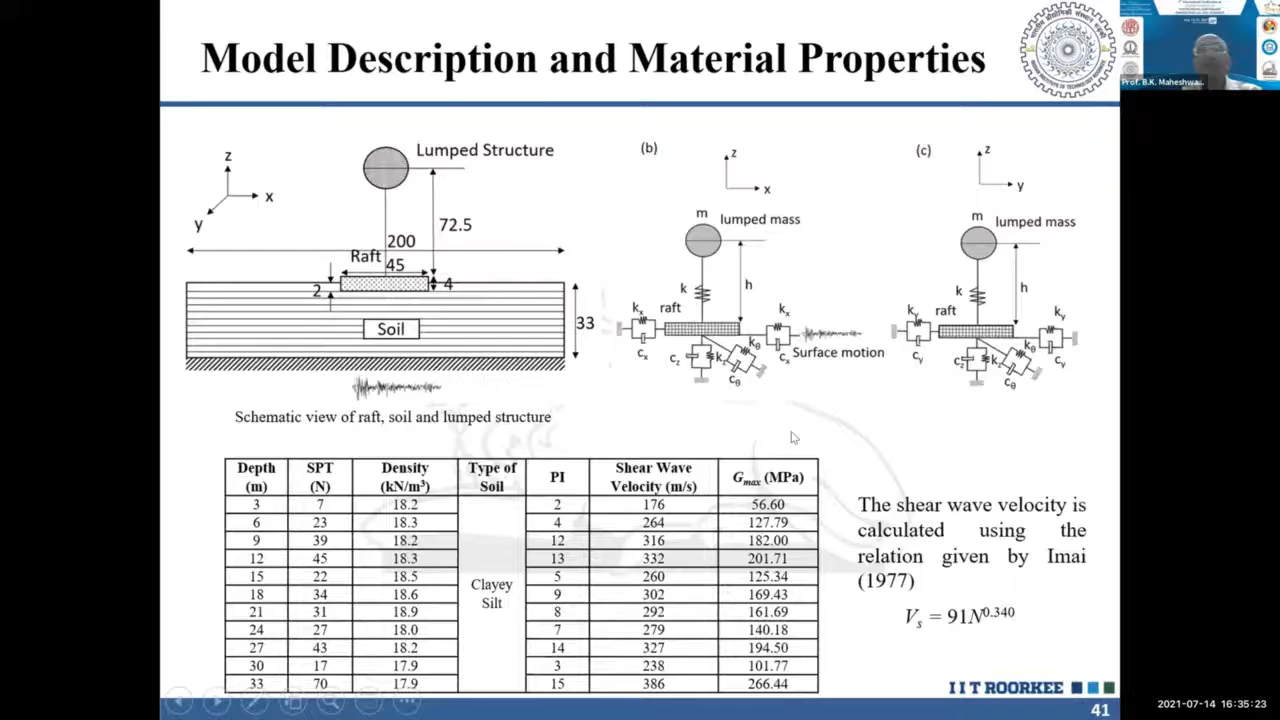 Model Description and Material Properties
Prof. B.K. Maheshwa...
z
x
y
Lumped Structure
72.5
200
Raft
45
2
4
Soil
33
Schematic view of raft, soil and lumped structure
(b)
z
x
m lumped mass
k
h
kx raft kx
cx cx
kθ
cz kz
cθ
Surface motion
(c)
z
y
m lumped mass
k
h
ky raft ky
cy cy
kθ
cz kz
cθ
Depth (m) SPT (N) Density (kN/m³) Type of Soil PI Shear Wave Velocity (m/s) Gmax (MPa)
3 7 18.2 2 176 56.60
6 23 18.3 4 264 127.79
9 39 18.2 12 316 182.00
12 45 18.3 13 332 201.71
15 22 18.5 5 260 125.34
Clayey Silt
18 34 18.6 9 302 169.43
21 31 18.9 8 292 161.69
24 27 18.0 7 279 140.18
27 43 18.2 14 327 194.50
30 17 17.9 3 238 101.77
33 70 17.9 15 386 266.44
The shear wave velocity is
calculated using the
relation given by Imai
(1977)
Vs = 91N^0.340
I I T ROORKEE
41
2021-07-14 16:35:23